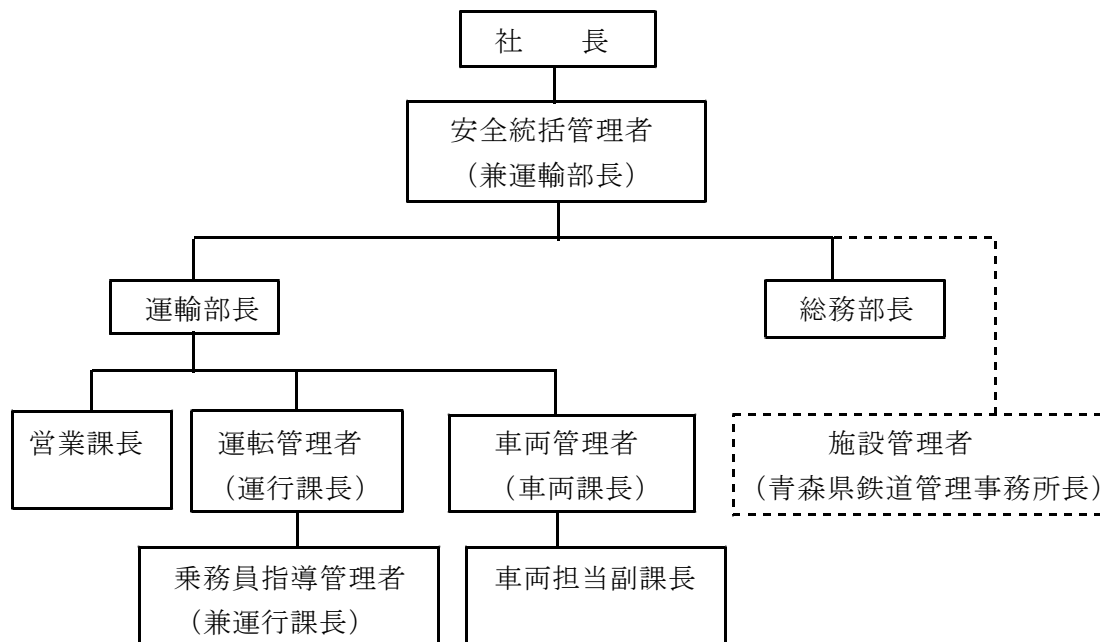 社　　長
安全統括管理者
（兼運輸部長）
運輸部長
総務部長
営業課長
運転管理者
（運行課長）
車両管理者
（車両課長）
施設管理者
（青森県鉄道管理事務所長）
乗務員指導管理者
（兼運行課長）
車両担当副課長